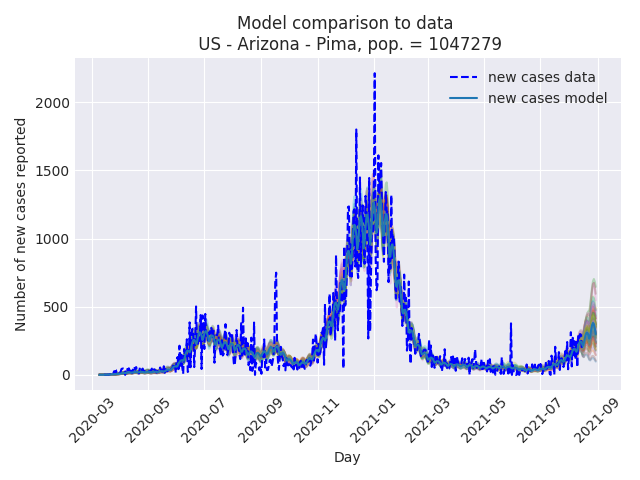 Model comparison to data
US - Arizona - Pima, pop. = 1047279
new cases data
new cases model
Number of new cases reported
2000
1500
1000
500
0
2020-03
2020-05
2020-07
2020-09
2020-11
2021-01
2021-03
2021-05
2021-07
2021-09
Day